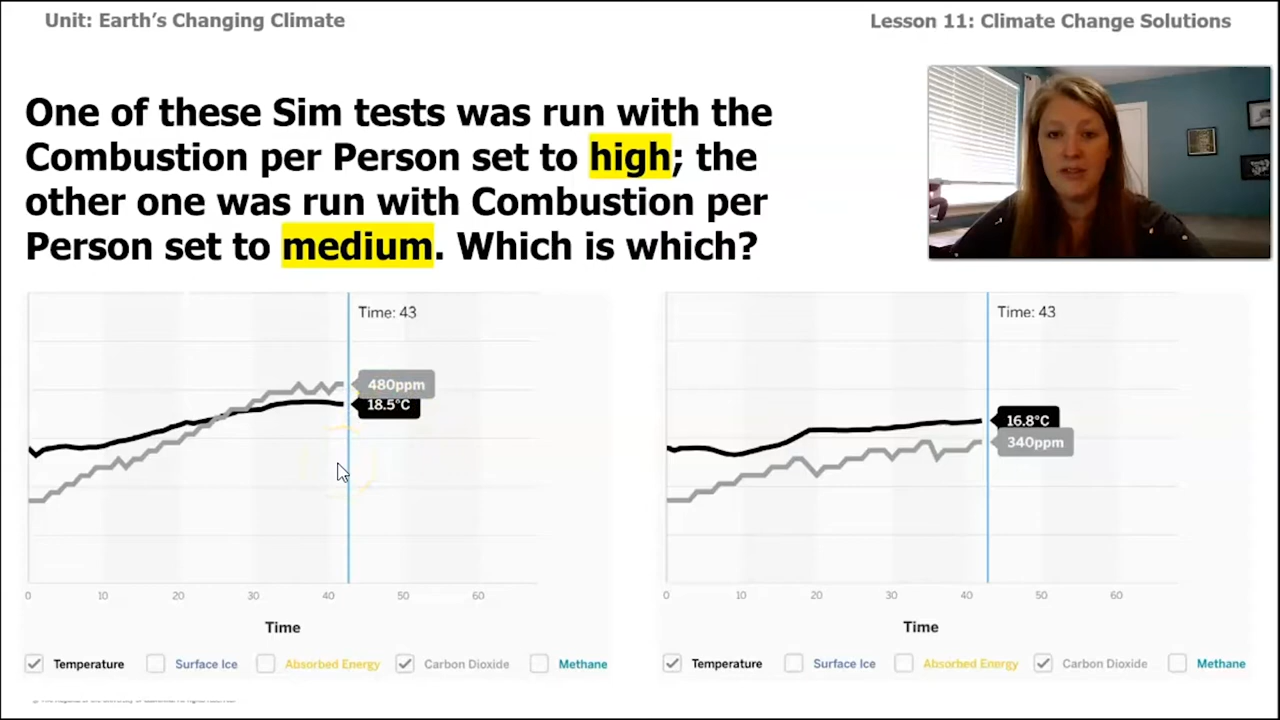 Unit: Earth's Changing Climate
Lesson 11: Climate Change Solutions
One of these Sim tests was run with the
Combustion per Person set to high; the
other one was run with Combustion per
Person set to medium. Which is which?
Time: 43
480ppm
18.5°C
0 10 20 30 40 50 60
Time
Temperature Surface Ice Absorbed Energy Carbon Dioxide Methane
Time: 43
16.8°C
340ppm
0 10 20 30 40 50 60
Time
Temperature Surface Ice Absorbed Energy Carbon Dioxide Methane